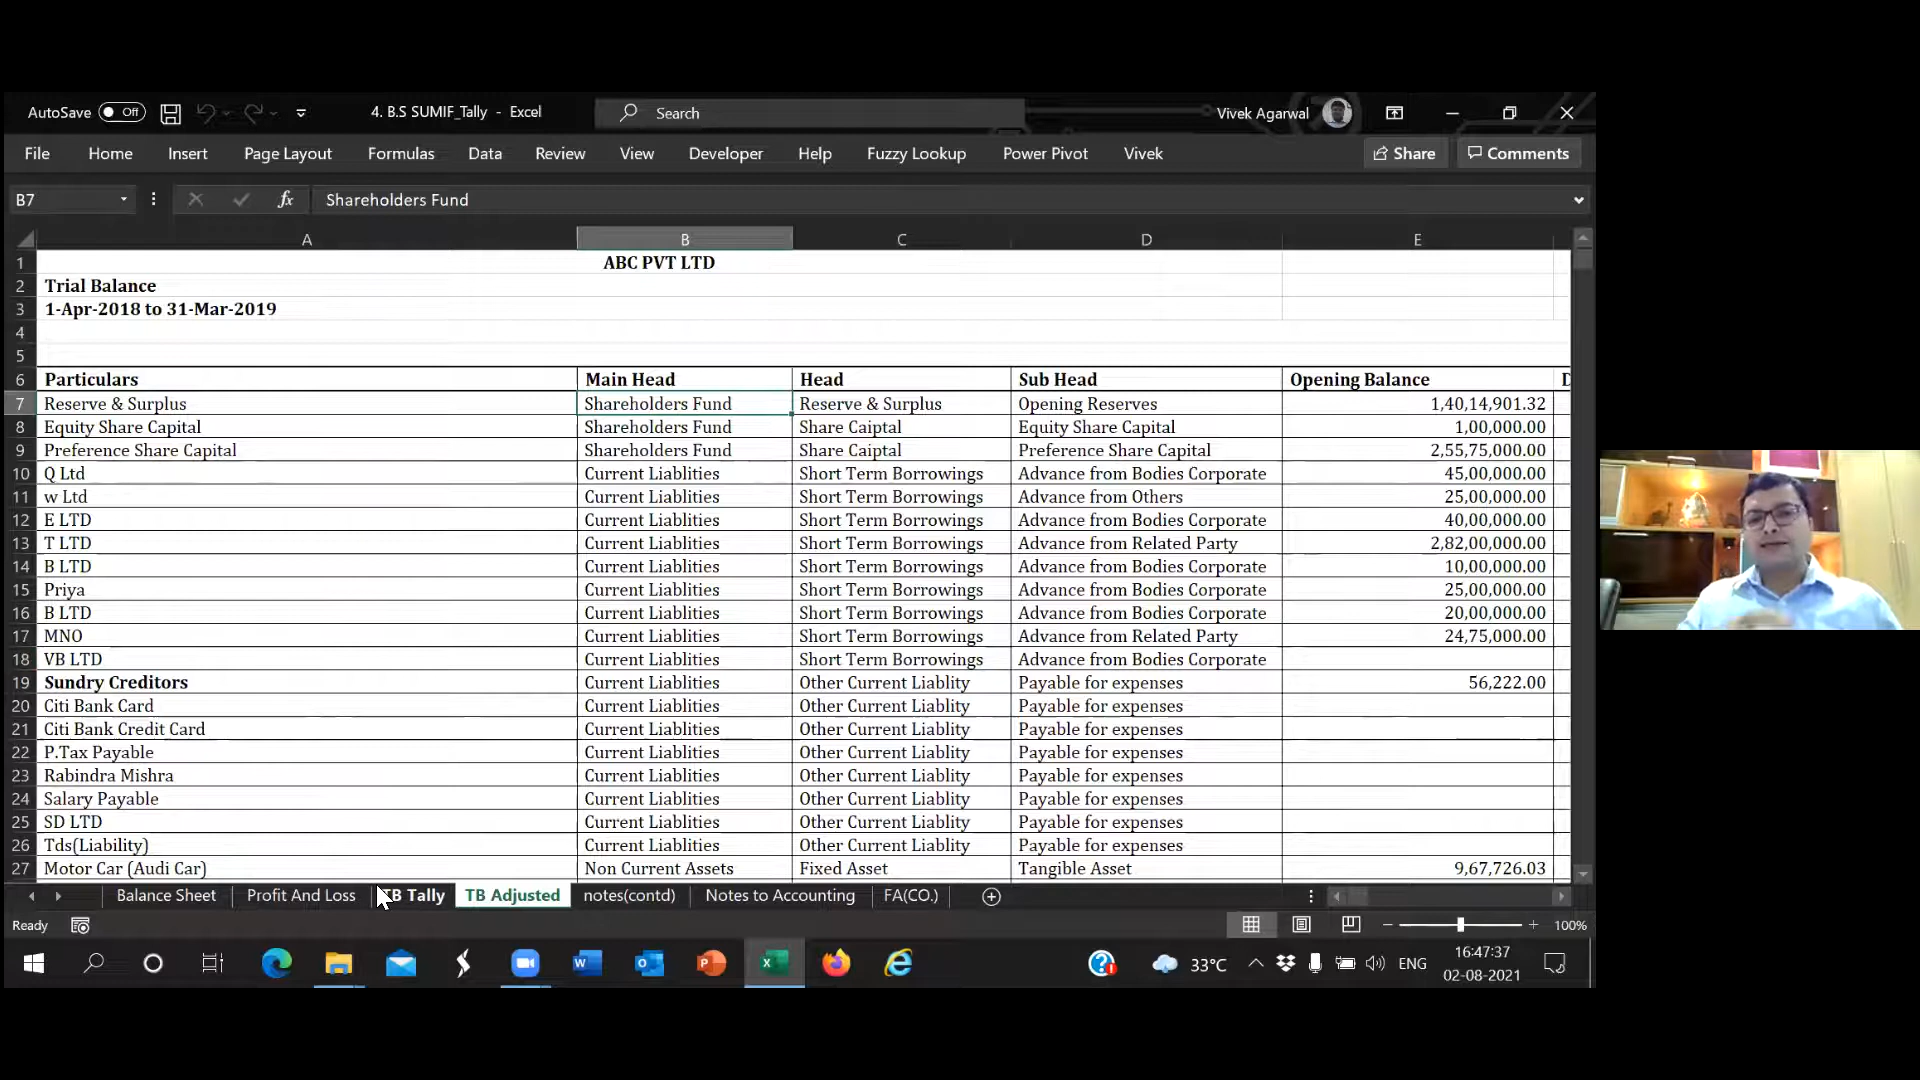 AutoSave Off 4. B.S SUMIF_Tally - Excel Search Vivek Agarwal
File Home Insert Page Layout Formulas Data Review View Developer Help Fuzzy Lookup Power Pivot Vivek Share Comments
B7 fx Shareholders Fund
A B C D E
1 ABC PVT LTD
2 Trial Balance
3 1-Apr-2018 to 31-Mar-2019
4
5
6 Particulars Main Head Head Sub Head Opening Balance
7 Reserve & Surplus Shareholders Fund Reserve & Surplus Opening Reserves 1,40,14,901.32
8 Equity Share Capital Shareholders Fund Share Caiptal Equity Share Capital 1,00,000.00
9 Preference Share Capital Shareholders Fund Share Caiptal Preference Share Capital 2,55,75,000.00
10 Q Ltd Current Liablities Short Term Borrowings Advance from Bodies Corporate 45,00,000.00
11 w Ltd Current Liablities Short Term Borrowings Advance from Others 25,00,000.00
12 E LTD Current Liablities Short Term Borrowings Advance from Bodies Corporate 40,00,000.00
13 T LTD Current Liablities Short Term Borrowings Advance from Related Party 2,82,00,000.00
14 B LTD Current Liablities Short Term Borrowings Advance from Bodies Corporate 10,00,000.00
15 Priya Current Liablities Short Term Borrowings Advance from Bodies Corporate 25,00,000.00
16 B LTD Current Liablities Short Term Borrowings Advance from Bodies Corporate 20,00,000.00
17 MNO Current Liablities Short Term Borrowings Advance from Related Party 24,75,000.00
18 VB LTD Current Liablities Short Term Borrowings Advance from Bodies Corporate
19 Sundry Creditors Current Liablities Other Current Liablity Payable for expenses 56,222.00
20 Citi Bank Card Current Liablities Other Current Liablity Payable for expenses
21 Citi Bank Credit Card Current Liablities Other Current Liablity Payable for expenses
22 P.Tax Payable Current Liablities Other Current Liablity Payable for expenses
23 Rabindra Mishra Current Liablities Other Current Liablity Payable for expenses
24 Salary Payable Current Liablities Other Current Liablity Payable for expenses
25 SD LTD Current Liablities Other Current Liablity Payable for expenses
26 Tds(Liability) Current Liablities Other Current Liablity Payable for expenses
27 Motor Car (Audi Car) Non Current Assets Fixed Asset Tangible Asset 9,67,726.03
Balance Sheet Profit And Loss TB Tally TB Adjusted notes(contd) Notes to Accounting FA(CO.)
Ready 100%
33°C ENG 16:47:37
02-08-2021